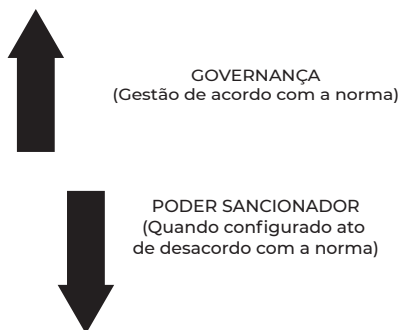 GOVERNANÇA
(Gestão de acordo com a norma)
PODER SANCIONADOR
(Quando configurado ato
de desacordo com a norma)